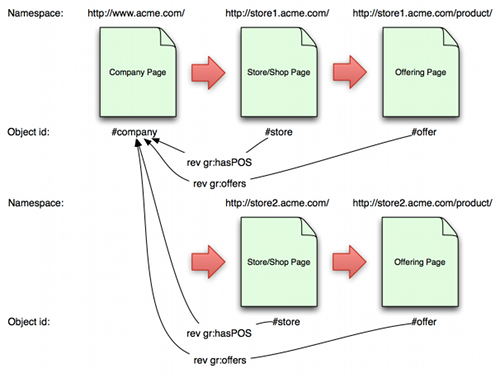 Namespace: http://www.acme.com/ http://store1.acme.com/ http://store1.acme.com/product/
Company Page Store/Shop Page Offering Page
Object id: #company #store #offer
rev gr:hasPOS
rev gr:offers
Namespace: http://store2.acme.com/ http://store2.acme.com/product/
Store/Shop Page Offering Page
Object id: #store #offer
rev gr:hasPOS
rev gr:offers